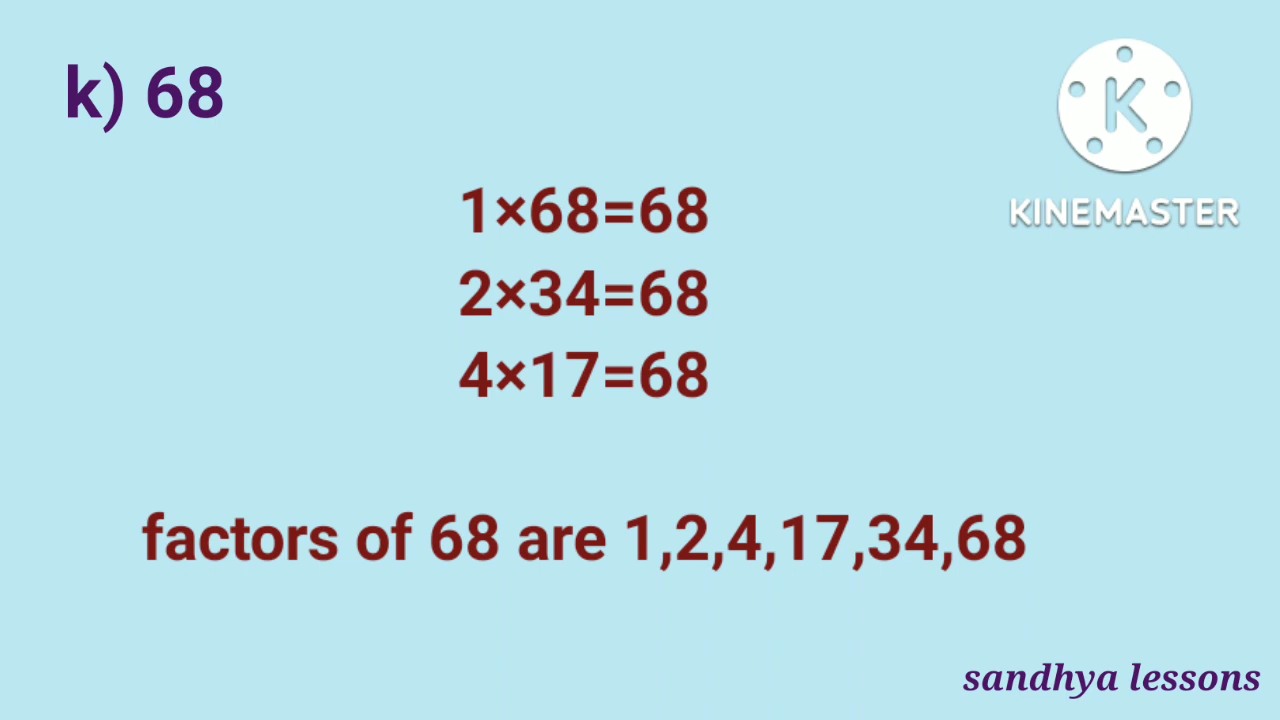 k) 68
K
KINEMASTER
1×68=68
2×34=68
4×17=68
factors of 68 are 1,2,4,17,34,68
sandhya lessons